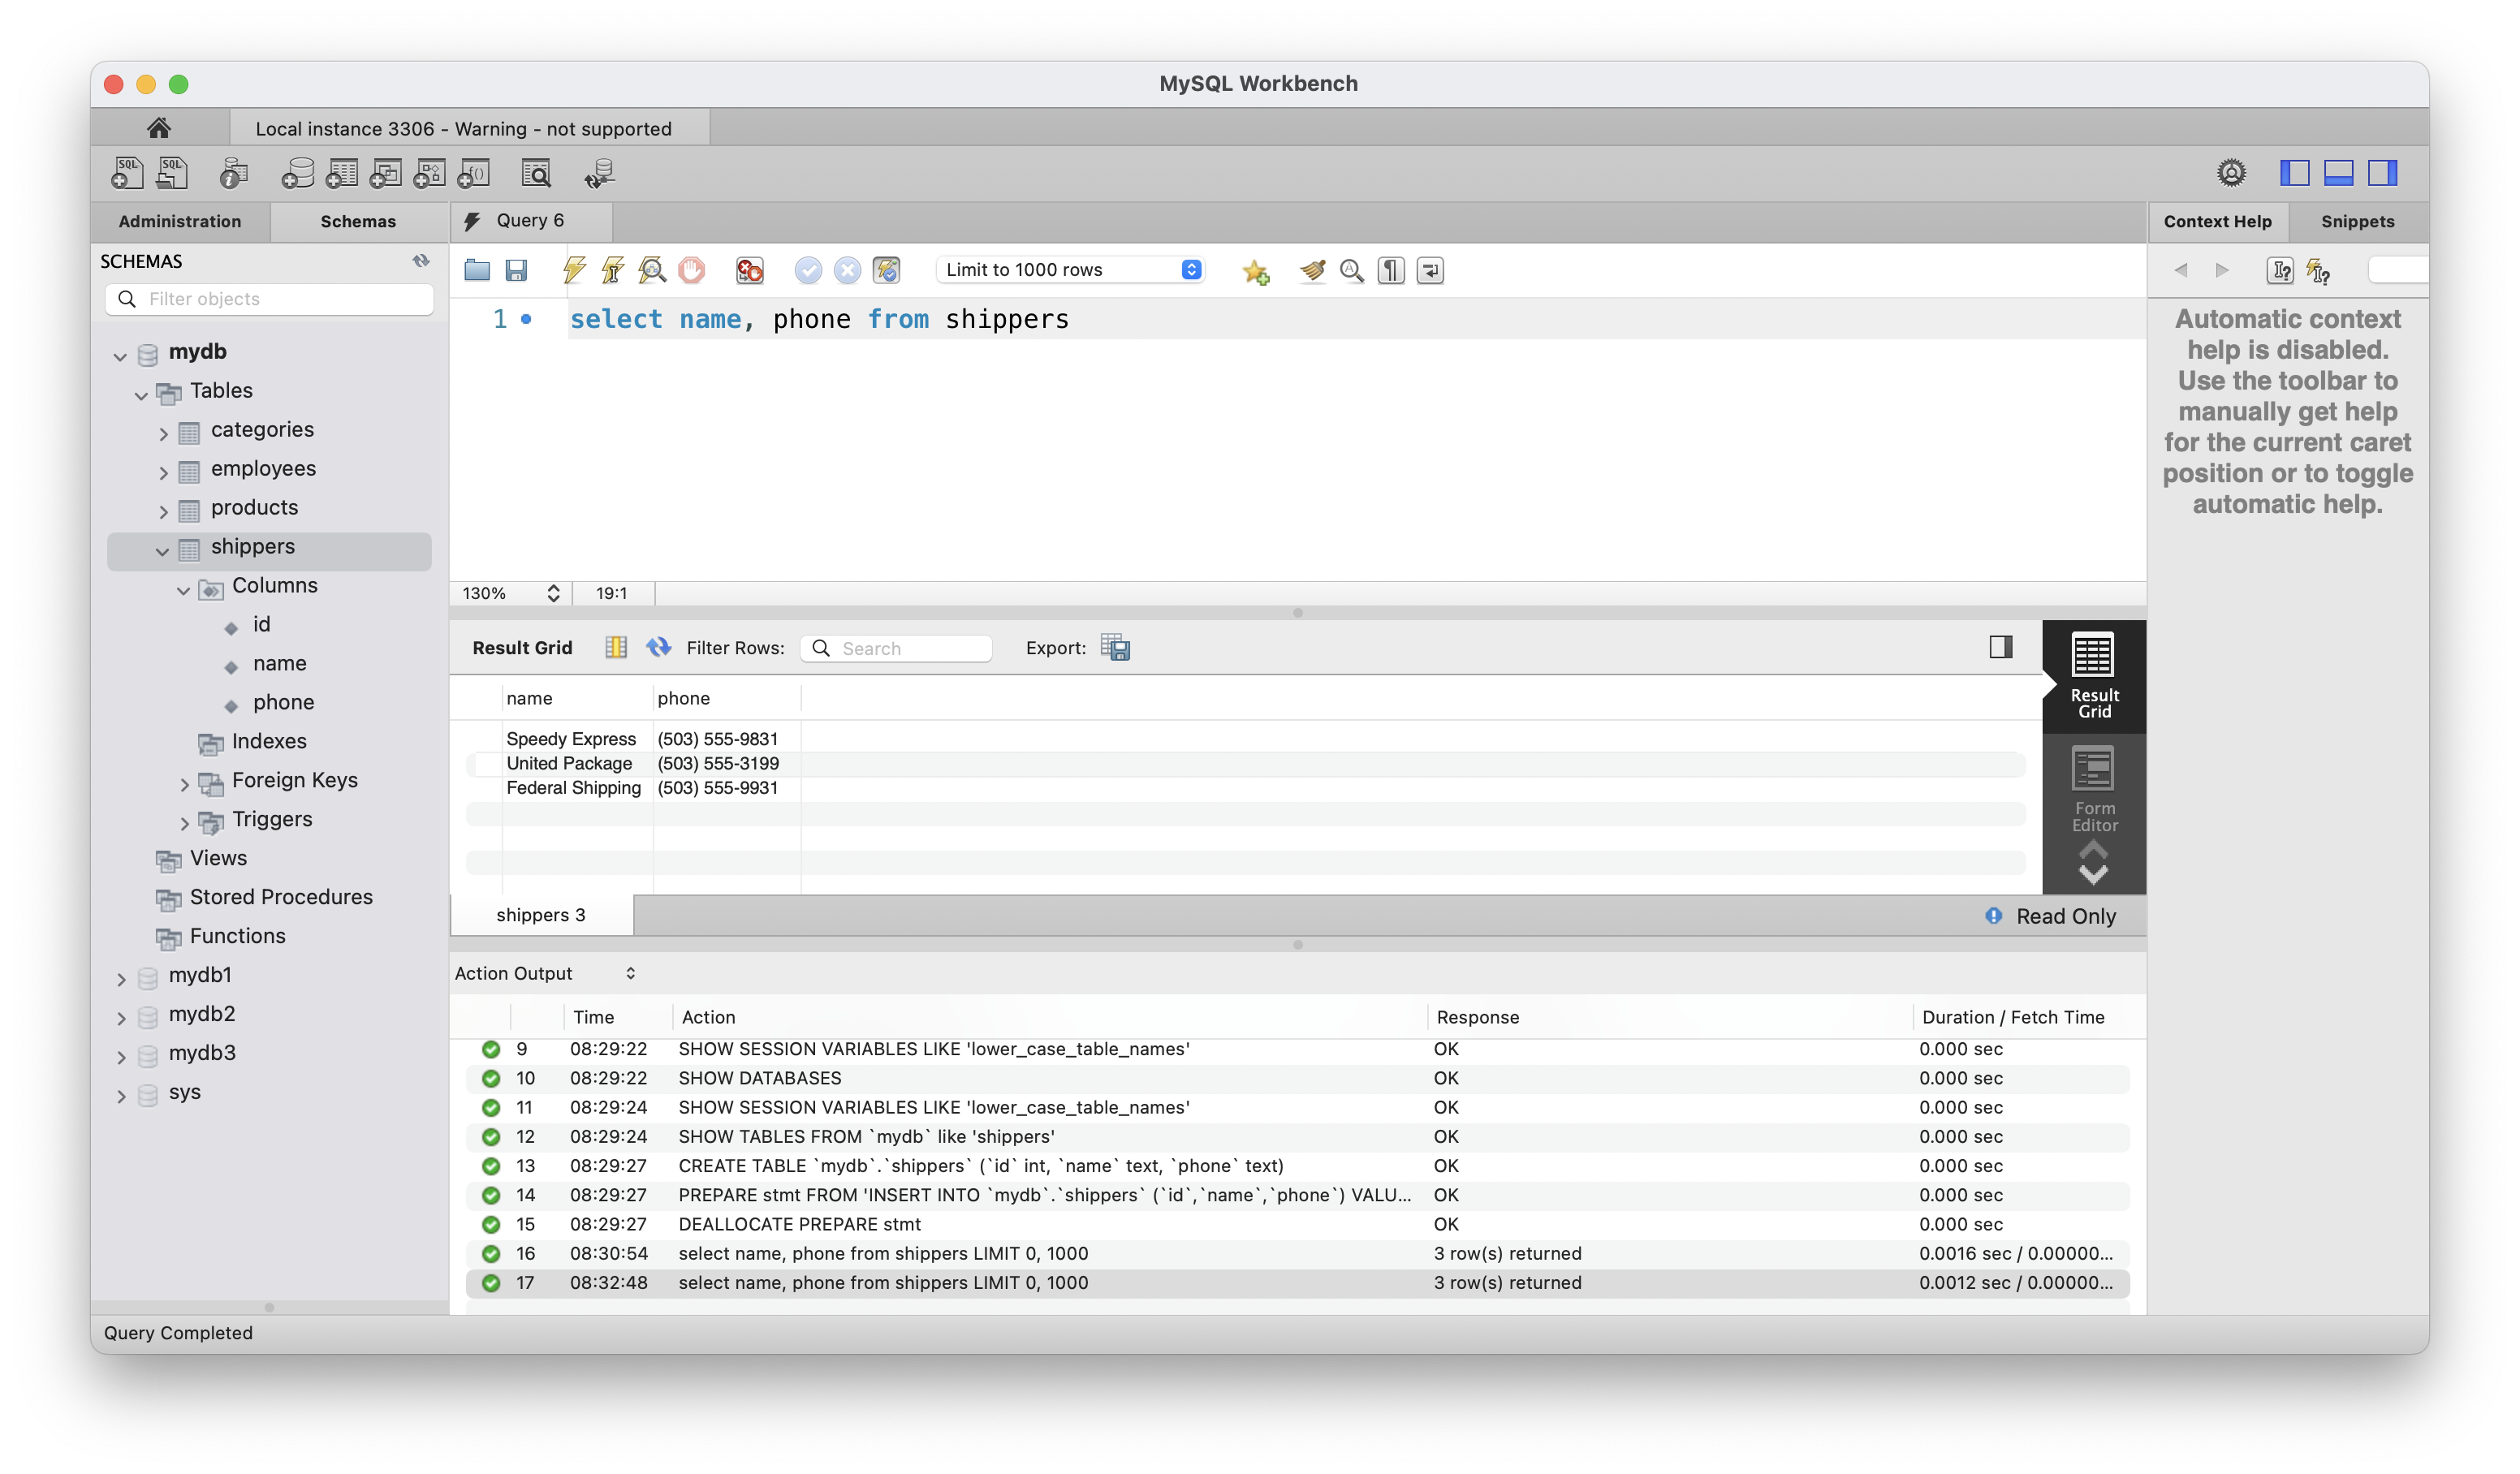 MySQL Workbench
Local instance 3306 - Warning - not supported
SQL
SQL
f()
Administration
Schemas
Query 6
Context Help
Snippets
SCHEMAS
Filter objects
Limit to 1000 rows
1 select name, phone from shippers
Automatic context
help is disabled.
Use the toolbar to
manually get help
for the current caret
position or to toggle
automatic help.
mydb
Tables
categories
employees
products
shippers
Columns
id
name
phone
Indexes
Foreign Keys
Triggers
Views
Stored Procedures
Functions
mydb1
mydb2
mydb3
sys
130%
19:1
Result Grid
Filter Rows:
Search
Export:
name phone
Speedy Express (503) 555-9831
United Package (503) 555-3199
Federal Shipping (503) 555-9931
Result
Grid
Form
Editor
shippers 3
Read Only
Action Output
Time Action Response Duration / Fetch Time
9 08:29:22 SHOW SESSION VARIABLES LIKE 'lower_case_table_names' OK 0.000 sec
10 08:29:22 SHOW DATABASES OK 0.000 sec
11 08:29:24 SHOW SESSION VARIABLES LIKE 'lower_case_table_names' OK 0.000 sec
12 08:29:24 SHOW TABLES FROM `mydb` like 'shippers' OK 0.000 sec
13 08:29:27 CREATE TABLE `mydb`.`shippers` (`id` int, `name` text, `phone` text) OK 0.000 sec
14 08:29:27 PREPARE stmt FROM 'INSERT INTO `mydb`.`shippers` (`id`,`name`,`phone`) VALU... OK 0.000 sec
15 08:29:27 DEALLOCATE PREPARE stmt OK 0.000 sec
16 08:30:54 select name, phone from shippers LIMIT 0, 1000 3 row(s) returned 0.0016 sec / 0.00000...
17 08:32:48 select name, phone from shippers LIMIT 0, 1000 3 row(s) returned 0.0012 sec / 0.00000...
Query Completed